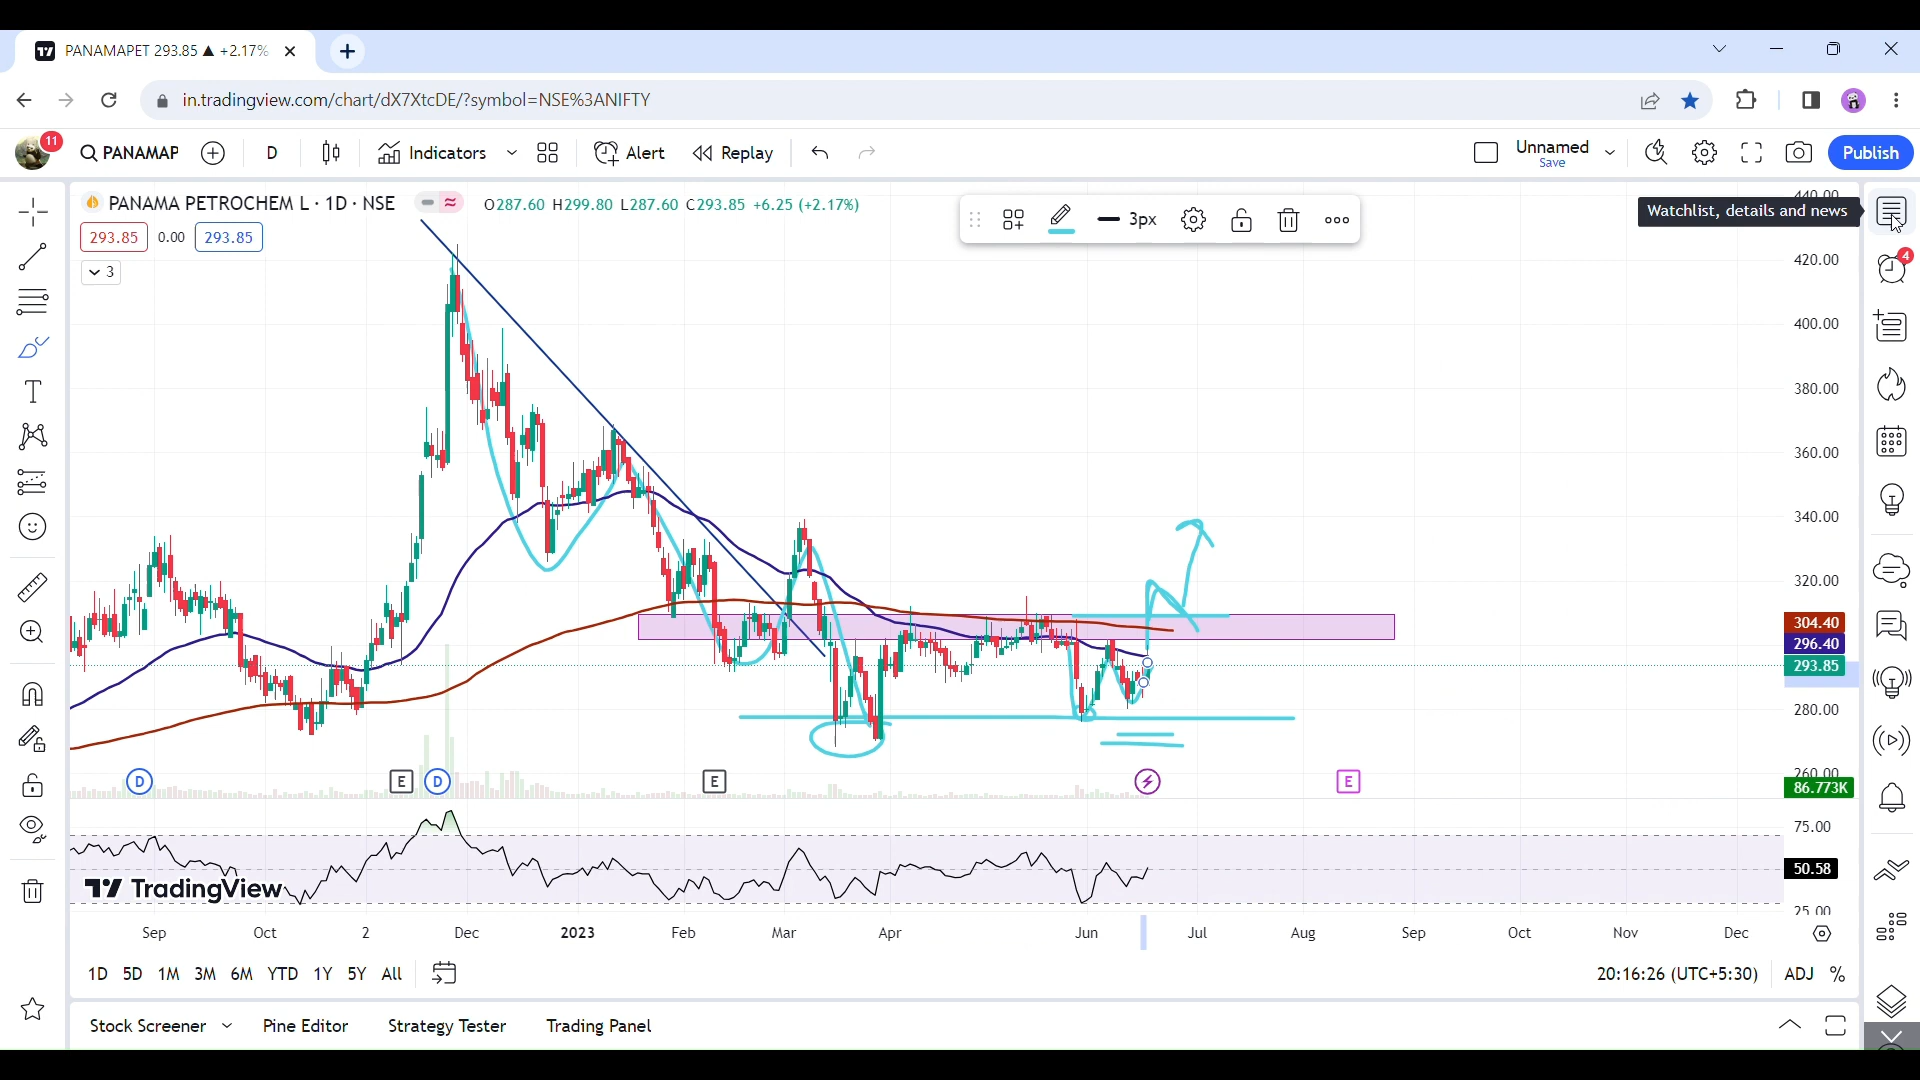 PANAMAPET 293.85 ▲ +2.17%
in.tradingview.com/chart/dX7XtcDE/?symbol=NSE%3ANIFTY
11
PANAMAP D Indicators Alert Replay Unnamed Save Publish
PANAMA PETROCHEM L · 1D · NSE O287.60 H299.80 L287.60 C293.85 +6.25 (+2.17%)
293.85 0.00 293.85
3
3px
Watchlist, details and news
4
440.00
420.00
400.00
380.00
360.00
340.00
320.00
304.40
296.40
293.85
280.00
260.00
86.773K
D E D E E
75.00
50.58
25.00
TradingView
Sep Oct 2 Dec 2023 Feb Mar Apr Jun Jul Aug Sep Oct Nov Dec
1D 5D 1M 3M 6M YTD 1Y 5Y All 20:16:26 (UTC+5:30) ADJ %
Stock Screener Pine Editor Strategy Tester Trading Panel